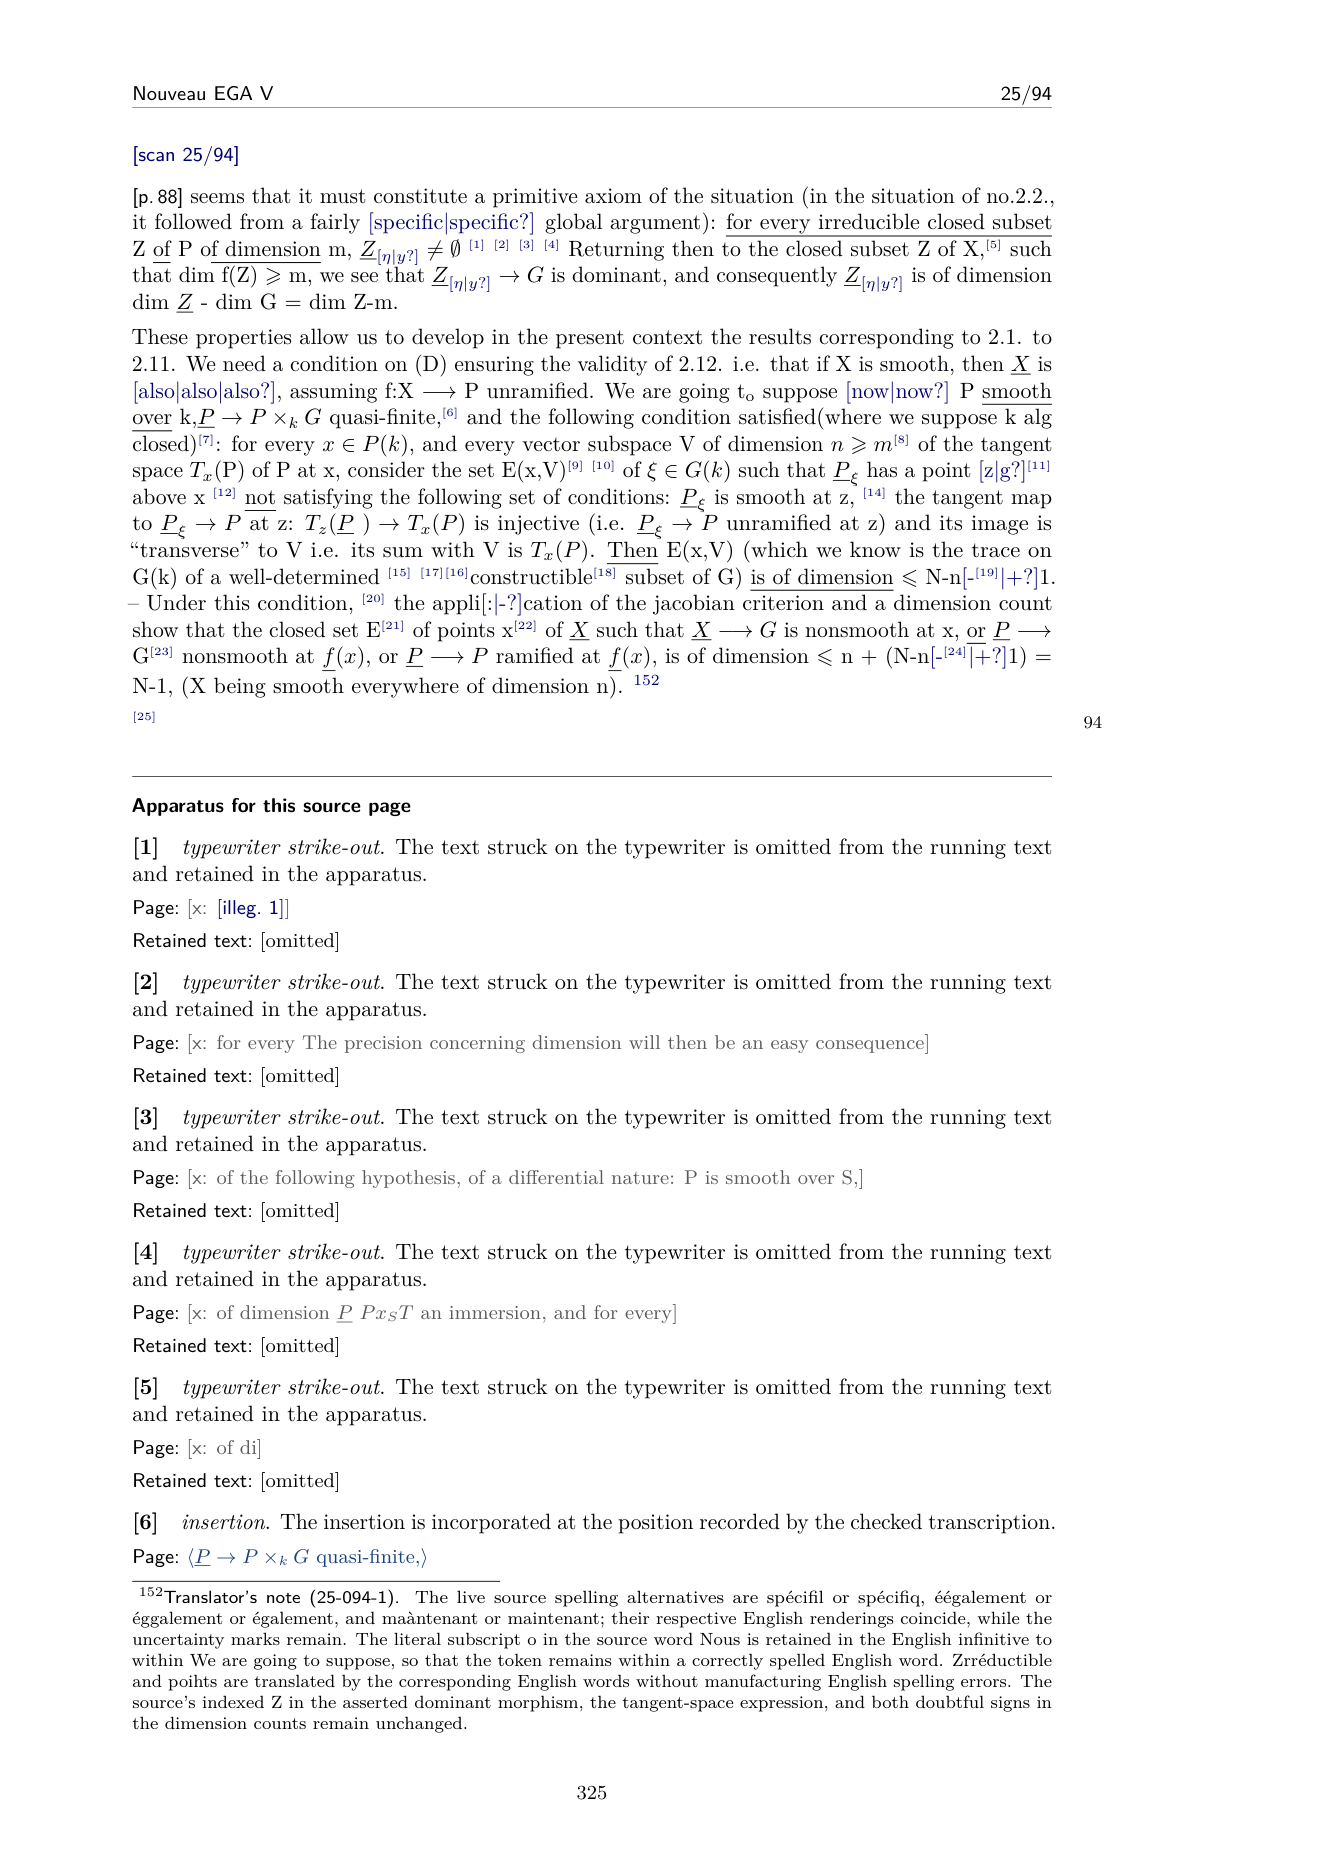 Nouveau EGA V 25/94
[scan 25/94]
[p. 88] seems that it must constitute a primitive axiom of the situation (in the situation of no.2.2.,
it followed from a fairly [specific|specific?] global argument): for every irreducible closed subset
Z of P of dimension m, Z_[η|y?] ≠ ∅ [1] [2] [3] [4] Returning then to the closed subset Z of X,[5] such
that dim f(Z) ⩾ m, we see that Z_[η|y?] → G is dominant, and consequently Z_[η|y?] is of dimension
dim Z - dim G = dim Z-m.
These properties allow us to develop in the present context the results corresponding to 2.1. to
2.11. We need a condition on (D) ensuring the validity of 2.12. i.e. that if X is smooth, then X is
[also|also|also?], assuming f:X ⟶ P unramified. We are going to suppose [now|now?] P smooth
over k,P → P ×_k G quasi-finite,[6] and the following condition satisfied(where we suppose k alg
closed)[7]: for every x ∈ P(k), and every vector subspace V of dimension n ⩾ m[8] of the tangent
space T_x(P) of P at x, consider the set E(x,V)[9] [10] of ξ ∈ G(k) such that P_ξ has a point [z|g?][11]
above x [12] not satisfying the following set of conditions: P_ξ is smooth at z, [14] the tangent map
to P_ξ → P at z: T_z(P ) → T_x(P) is injective (i.e. P_ξ → P unramified at z) and its image is
“transverse” to V i.e. its sum with V is T_x(P). Then E(x,V) (which we know is the trace on
G(k) of a well-determined [15] [17][16]constructible[18] subset of G) is of dimension ⩽ N-n[-[19]|+?]1.
– Under this condition, [20] the appli[:|-?]cation of the jacobian criterion and a dimension count
show that the closed set E[21] of points x[22] of X such that X ⟶ G is nonsmooth at x, or P ⟶
G[23] nonsmooth at f(x), or P ⟶ P ramified at f(x), is of dimension ⩽ n + (N-n[-[24]|+?]1) =
N-1, (X being smooth everywhere of dimension n). 152
[25]
94
Apparatus for this source page
[1] typewriter strike-out. The text struck on the typewriter is omitted from the running text
and retained in the apparatus.
Page: [x: [illeg. 1]]
Retained text: [omitted]
[2] typewriter strike-out. The text struck on the typewriter is omitted from the running text
and retained in the apparatus.
Page: [x: for every The precision concerning dimension will then be an easy consequence]
Retained text: [omitted]
[3] typewriter strike-out. The text struck on the typewriter is omitted from the running text
and retained in the apparatus.
Page: [x: of the following hypothesis, of a differential nature: P is smooth over S,]
Retained text: [omitted]
[4] typewriter strike-out. The text struck on the typewriter is omitted from the running text
and retained in the apparatus.
Page: [x: of dimension P Px_ST an immersion, and for every]
Retained text: [omitted]
[5] typewriter strike-out. The text struck on the typewriter is omitted from the running text
and retained in the apparatus.
Page: [x: of di]
Retained text: [omitted]
[6] insertion. The insertion is incorporated at the position recorded by the checked transcription.
Page: ⟨P → P ×_k G quasi-finite,⟩
152Translator’s note (25-094-1). The live source spelling alternatives are spécifil or spécifiq, éégalement or
éggalement or également, and maàntenant or maintenant; their respective English renderings coincide, while the
uncertainty marks remain. The literal subscript o in the source word Nous is retained in the English infinitive to
within We are going to suppose, so that the token remains within a correctly spelled English word. Zrréductible
and poihts are translated by the corresponding English words without manufacturing English spelling errors. The
source’s indexed Z in the asserted dominant morphism, the tangent-space expression, and both doubtful signs in
the dimension counts remain unchanged.
325